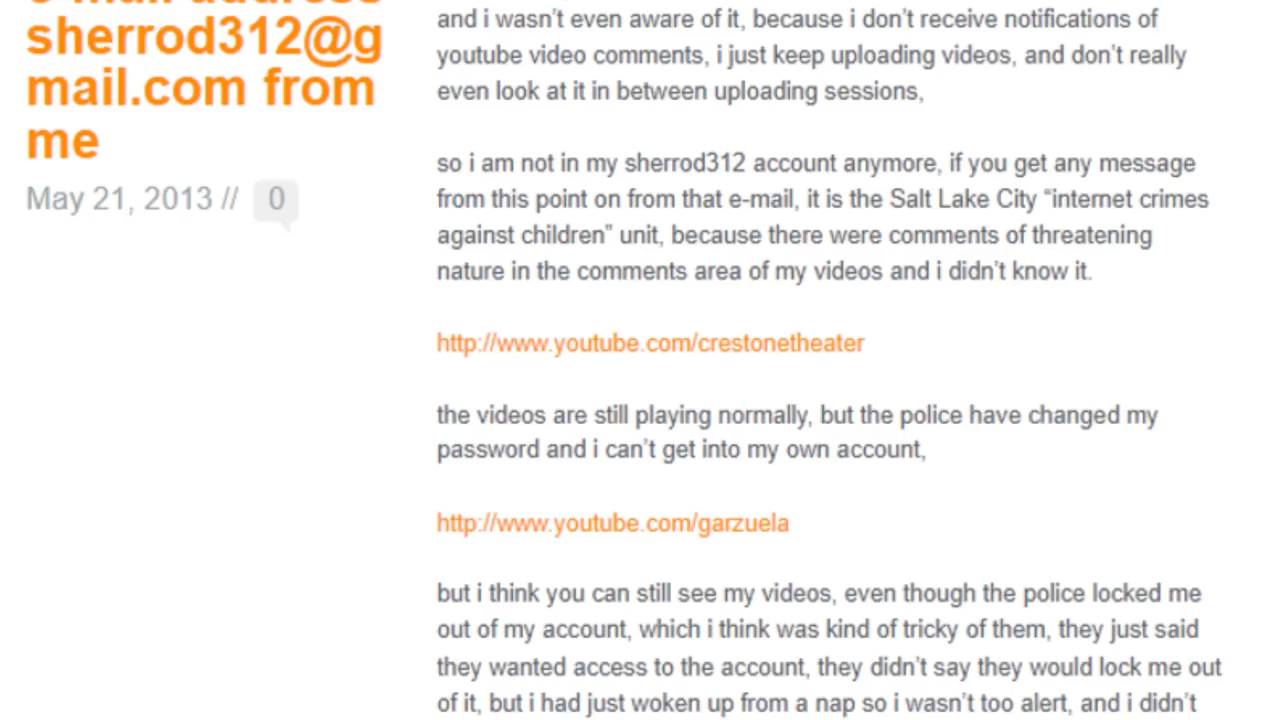 e-mail address
sherrod312@g
mail.com from
me
May 21, 2013 // 0
and i wasn’t even aware of it, because i don’t receive notifications of
youtube video comments, i just keep uploading videos, and don’t really
even look at it in between uploading sessions,
so i am not in my sherrod312 account anymore, if you get any message
from this point on from that e-mail, it is the Salt Lake City “internet crimes
against children” unit, because there were comments of threatening
nature in the comments area of my videos and i didn’t know it.
http://www.youtube.com/crestonetheater
the videos are still playing normally, but the police have changed my
password and i can’t get into my own account,
http://www.youtube.com/garzuela
but i think you can still see my videos, even though the police locked me
out of my account, which i think was kind of tricky of them, they just said
they wanted access to the account, they didn’t say they would lock me out
of it, but i had just woken up from a nap so i wasn’t too alert, and i didn’t